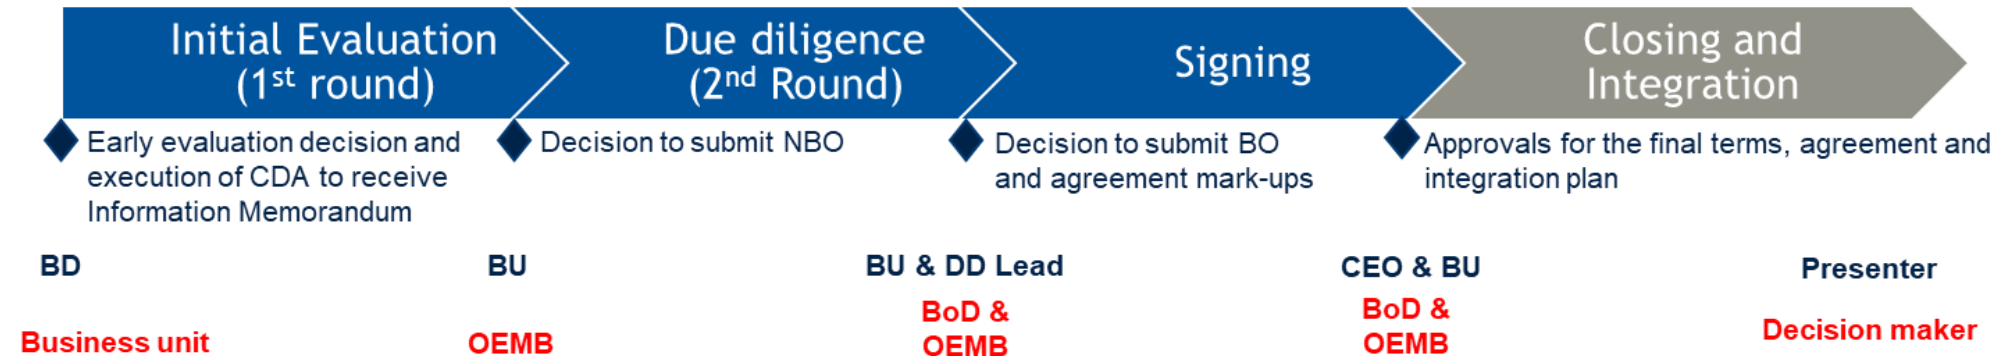 Initial Evaluation
(1st round)
Due diligence
(2nd Round)
Signing
Closing and
Integration
Early evaluation decision and
execution of CDA to receive
Information Memorandum
Decision to submit NBO
Decision to submit BO
and agreement mark-ups
Approvals for the final terms, agreement and
integration plan
BD
BU
BU & DD Lead
CEO & BU
Presenter
Business unit
OEMB
BoD &
OEMB
BoD &
OEMB
Decision maker